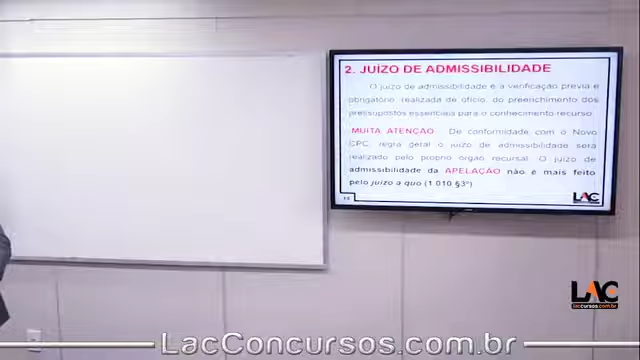 2. JUÍZO DE ADMISSIBILIDADE
O juízo de admissibilidade é a verificação prévia e
obrigatória, realizada de ofício, do preenchimento dos
pressupostos essenciais para o conhecimento recurso.
MUITA ATENÇÃO De conformidade com o Novo
CPC, regra geral o juízo de admissibilidade será
realizado pelo próprio órgão recursal. O juízo de
admissibilidade da APELAÇÃO não é mais feito
pelo juízo a quo (1.010 §3º)
LAC
LAC
lacconcursos.com.br
LacConcursos.com.br